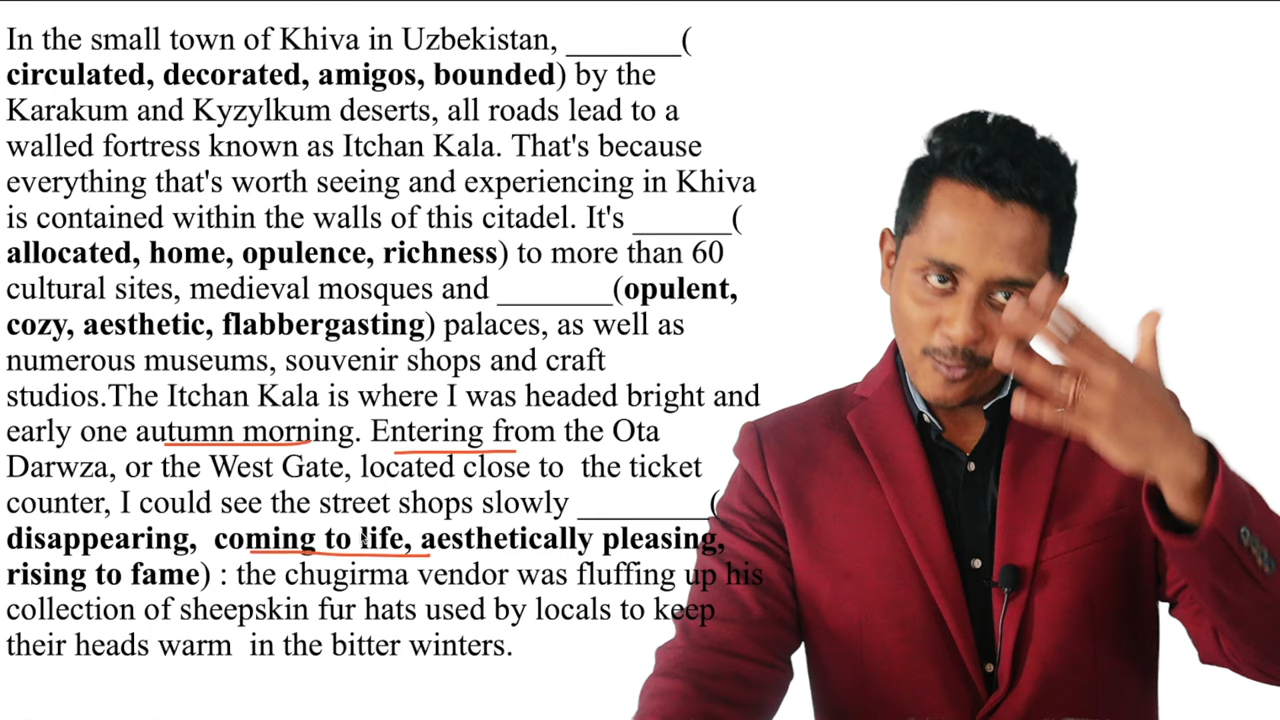 In the small town of Khiva in Uzbekistan, _______(
circulated, decorated, amigos, bounded) by the
Karakum and Kyzylkum deserts, all roads lead to a
walled fortress known as Itchan Kala. That's because
everything that's worth seeing and experiencing in Khiva
is contained within the walls of this citadel. It's ______(
allocated, home, opulence, richness) to more than 60
cultural sites, medieval mosques and _______(opulent,
cozy, aesthetic, flabbergasting) palaces, as well as
numerous museums, souvenir shops and craft
studios.The Itchan Kala is where I was headed bright and
early one autumn morning. Entering from the Ota
Darwza, or the West Gate, located close to  the ticket
counter, I could see the street shops slowly ________(
disappearing,  coming to life, aesthetically pleasing,
rising to fame) : the chugirma vendor was fluffing up his
collection of sheepskin fur hats used by locals to keep
their heads warm  in the bitter winters.